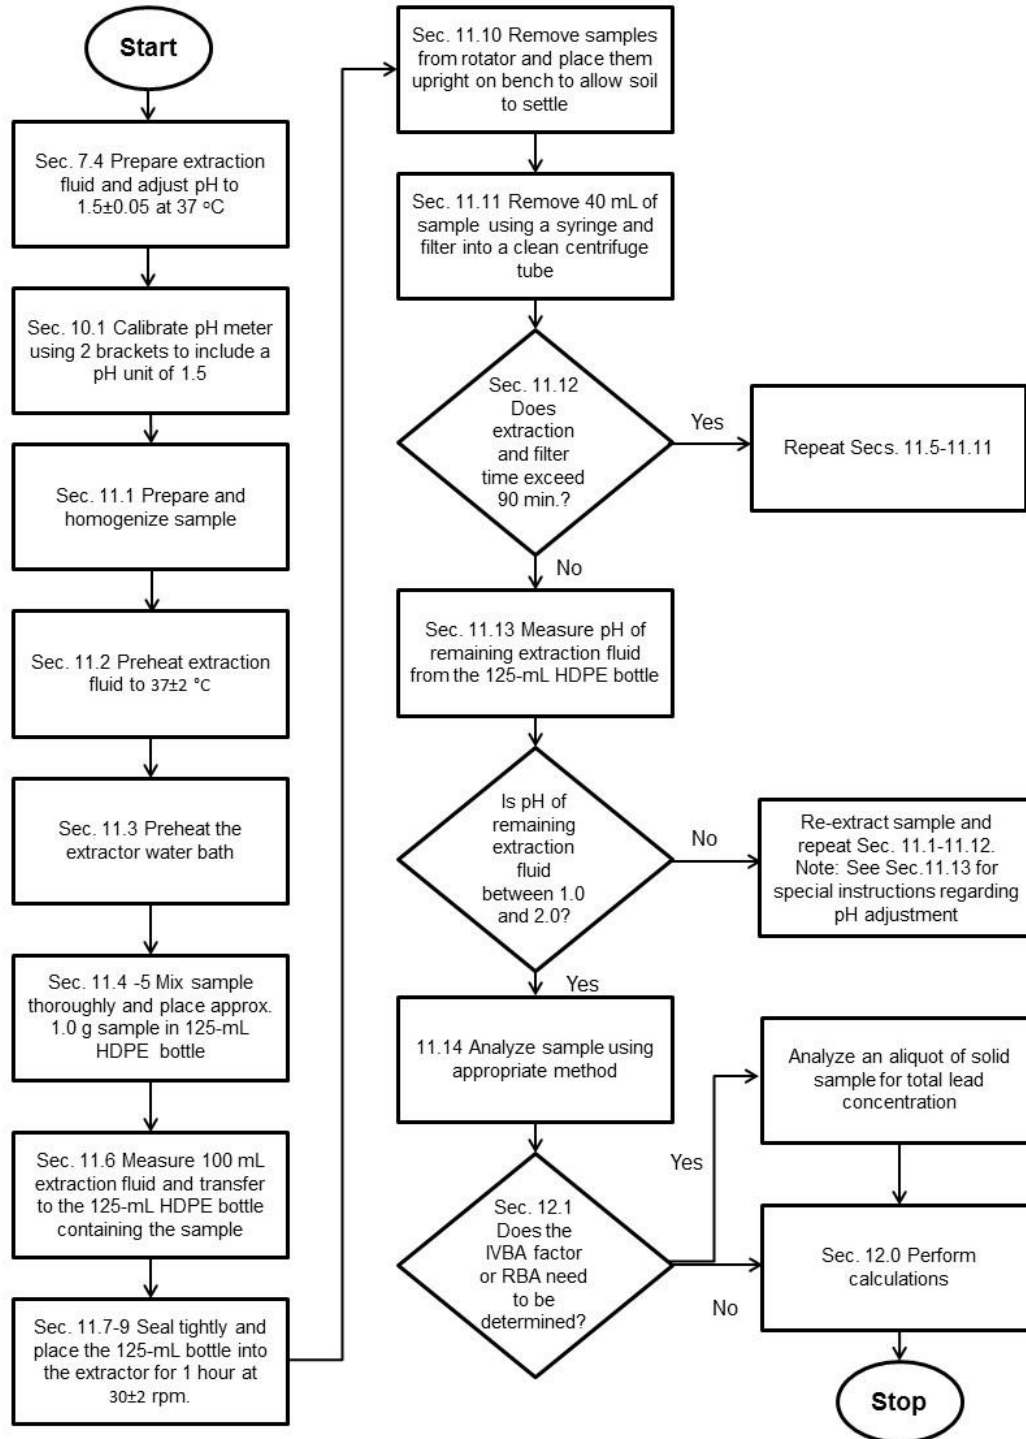 Start
Sec. 7.4 Prepare extraction
fluid and adjust pH to
1.5±0.05 at 37 ºC
Sec. 10.1 Calibrate pH meter
using 2 brackets to include a
pH unit of 1.5
Sec. 11.1 Prepare and
homogenize sample
Sec. 11.2 Preheat extraction
fluid to 37±2 °C
Sec. 11.3 Preheat the
extractor water bath
Sec. 11.4 -5 Mix sample
thoroughly and place approx.
1.0 g sample in 125-mL
HDPE bottle
Sec. 11.6 Measure 100 mL
extraction fluid and transfer
to the 125-mL HDPE bottle
containing the sample
Sec. 11.7-9 Seal tightly and
place the 125-mL bottle into
the extractor for 1 hour at
30±2 rpm.
Sec. 11.10 Remove samples
from rotator and place them
upright on bench to allow soil
to settle
Sec. 11.11 Remove 40 mL of
sample using a syringe and
filter into a clean centrifuge
tube
Sec. 11.12
Does
extraction
and filter
time exceed
90 min.?
Yes
Repeat Secs. 11.5-11.11
No
Sec. 11.13 Measure pH of
remaining extraction fluid
from the 125-mL HDPE bottle
Is pH of
remaining
extraction
fluid
between 1.0
and 2.0?
No
Re-extract sample and
repeat Sec. 11.1-11.12.
Note: See Sec.11.13 for
special instructions regarding
pH adjustment
Yes
11.14 Analyze sample using
appropriate method
Sec. 12.1
Does the
IVBA factor
or RBA need
to be
determined?
Yes
Analyze an aliquot of solid
sample for total lead
concentration
No
Sec. 12.0 Perform
calculations
Stop